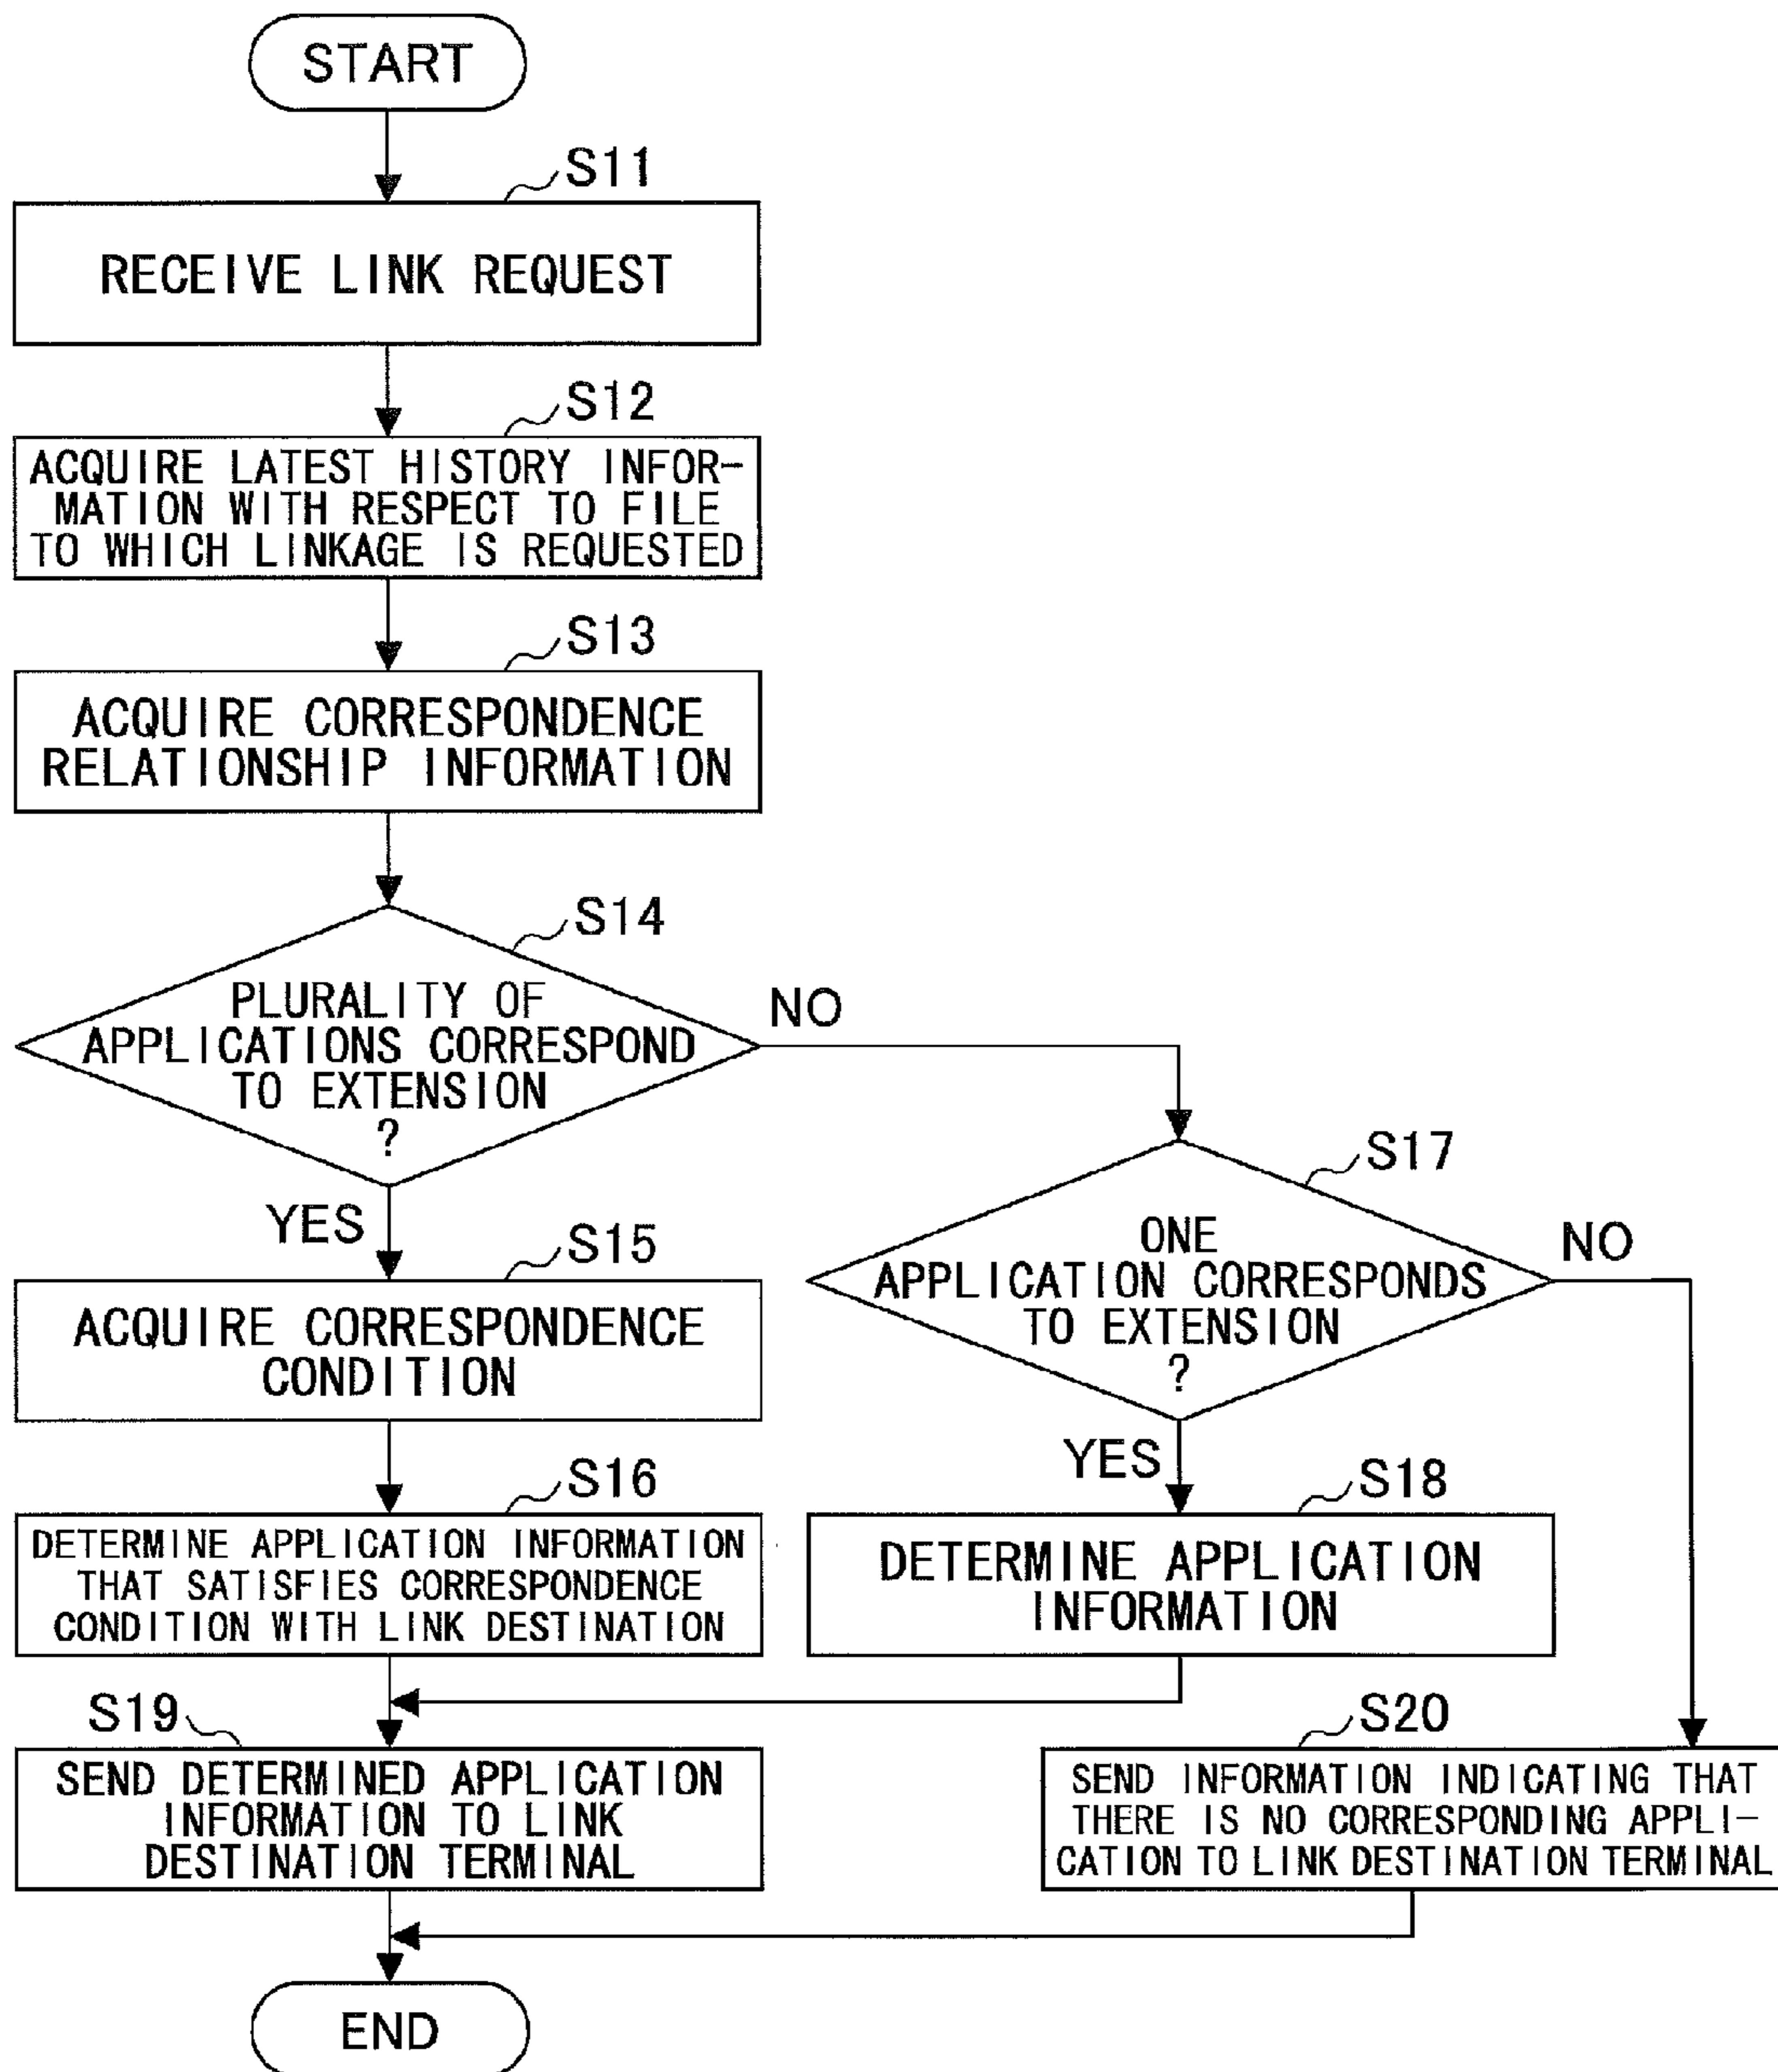 START
S11
RECEIVE LINK REQUEST
S12
ACQUIRE LATEST HISTORY INFOR-
MATION WITH RESPECT TO FILE
TO WHICH LINKAGE IS REQUESTED
S13
ACQUIRE CORRESPONDENCE
RELATIONSHIP INFORMATION
S14
PLURALITY OF
APPLICATIONS CORRESPOND
TO EXTENSION
?
NO
YES
S15
ACQUIRE CORRESPONDENCE
CONDITION
S16
DETERMINE APPLICATION INFORMATION
THAT SATISFIES CORRESPONDENCE
CONDITION WITH LINK DESTINATION
S17
ONE
APPLICATION CORRESPONDS
TO EXTENSION
?
NO
YES
S18
DETERMINE APPLICATION
INFORMATION
S19
SEND DETERMINED APPLICATION
INFORMATION TO LINK
DESTINATION TERMINAL
S20
SEND INFORMATION INDICATING THAT
THERE IS NO CORRESPONDING APPLI-
CATION TO LINK DESTINATION TERMINAL
END